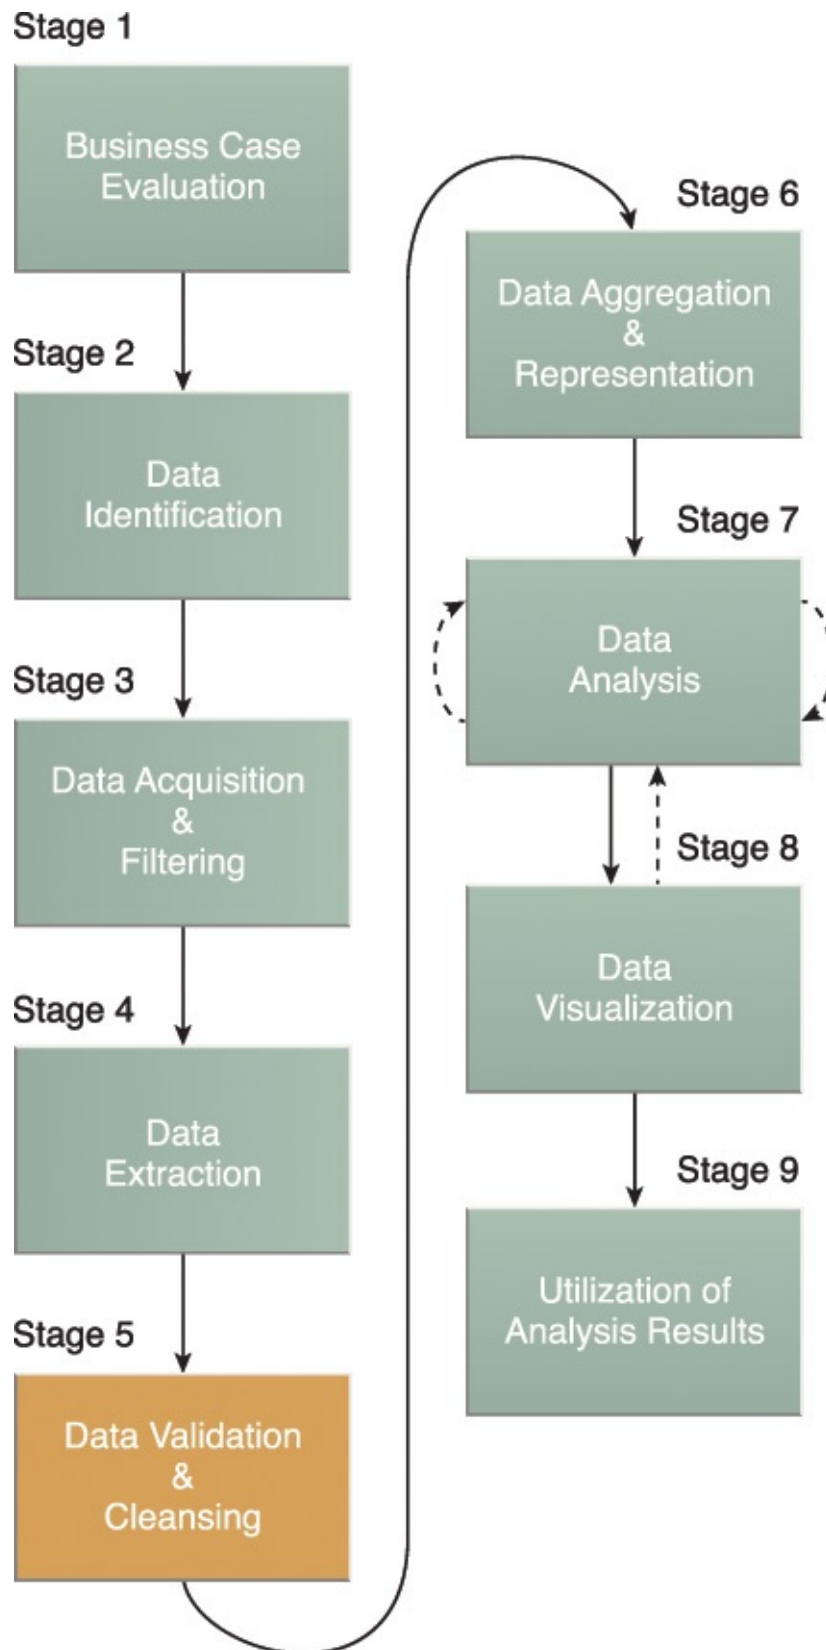 Stage 1
Business Case
Evaluation
Stage 2
Data
Identification
Stage 3
Data Acquisition
&
Filtering
Stage 4
Data
Extraction
Stage 5
Data Validation
&
Cleansing
Stage 6
Data Aggregation
&
Representation
Stage 7
Data
Analysis
Stage 8
Data
Visualization
Stage 9
Utilization of
Analysis Results